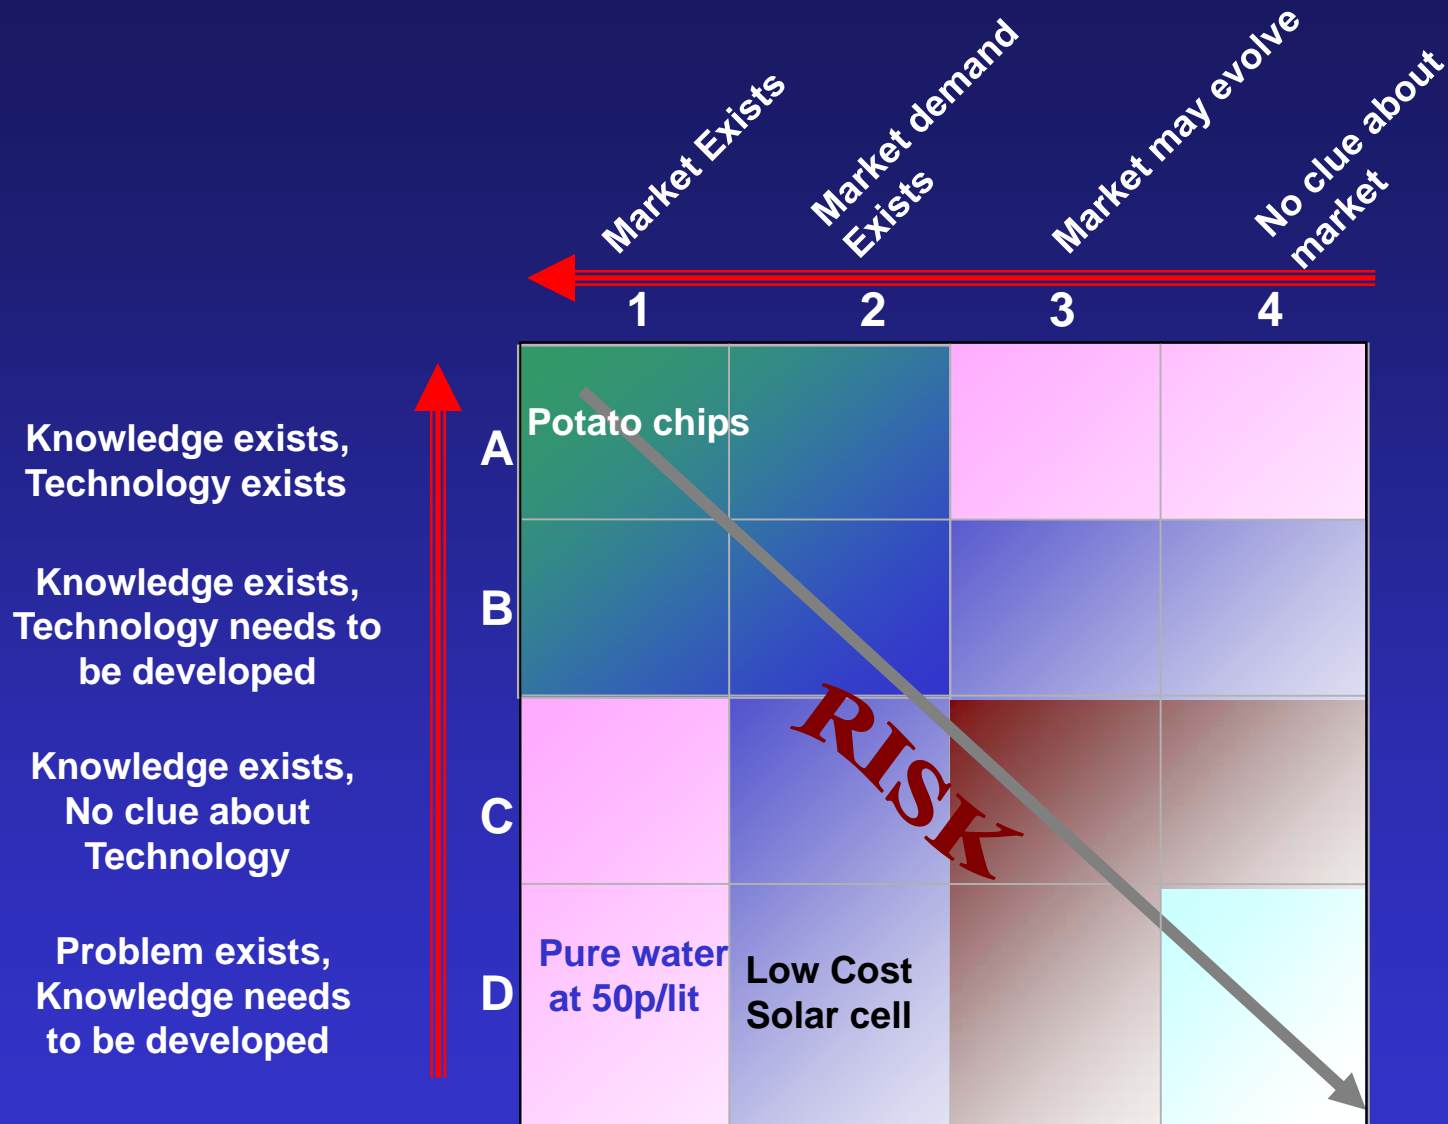 Market Exists
Market demand
Exists
Market may evolve
No clue about
market
1
2
3
4
Knowledge exists,
Technology exists
A
Potato chips
Knowledge exists,
Technology needs to
be developed
B
RISK
Knowledge exists,
No clue about
Technology
C
Problem exists,
Knowledge needs
to be developed
D
Pure water
at 50p/lit
Low Cost
Solar cell